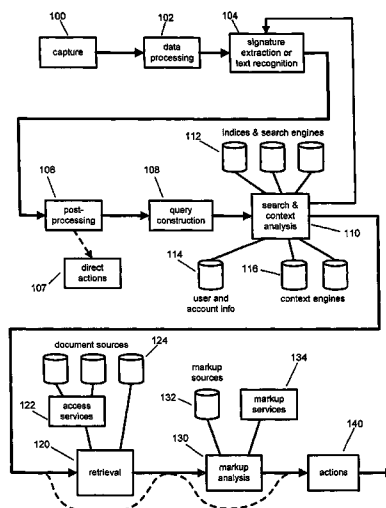 100
102
104
capture
data
processing
signature
extraction or
text recognition
indices & search engines
112
106
108
post-
processing
query
construction
search &
context
analysis
110
107
direct
actions
114
116
user and
account info
context engines
document sources
124
markup
sources
134
122
access
services
132
markup
services
120
130
140
retrieval
markup
analysis
actions